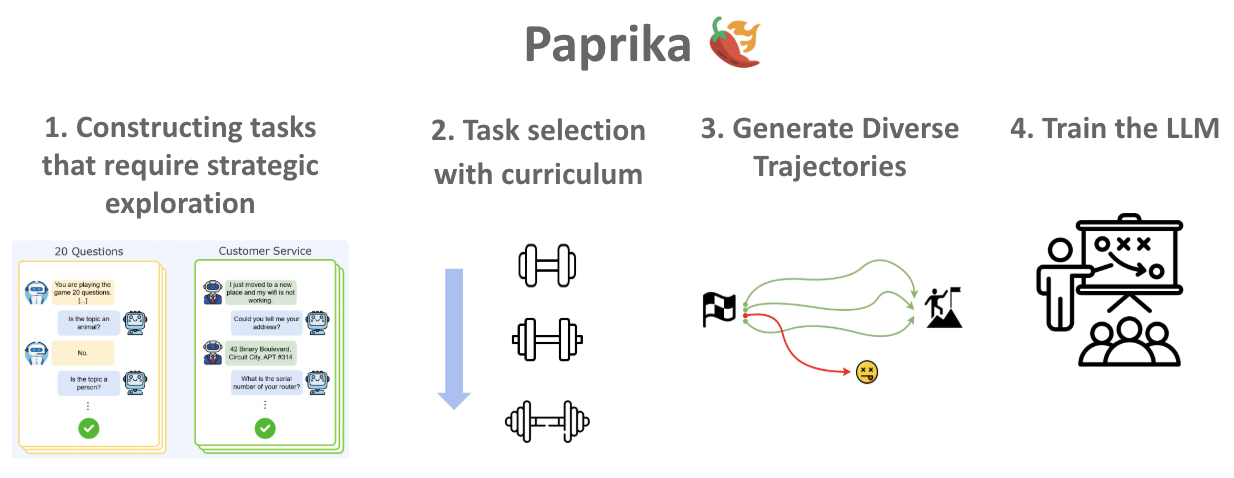 Paprika
1. Constructing tasks
that require strategic
exploration
2. Task selection
with curriculum
3. Generate Diverse
Trajectories
4. Train the LLM
20 Questions
You are playing the
game 20 questions.
[...]
Is the topic an
animal?
No.
Is the topic a
person?
Customer Service
I just moved to a new
place and my wifi is not
working.
Could you tell me your
address?
42 Binary Boulevard,
Circuit City, APT #314
What is the serial
number of your router?